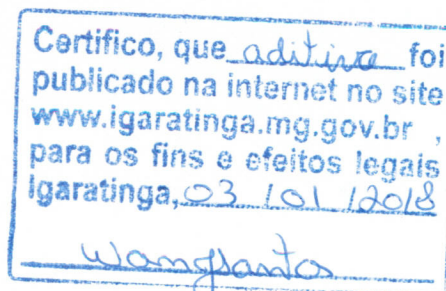 Certifico, que aditivo foi
publicado na internet no site
www.igaratinga.mg.gov.br ,
para os fins e efeitos legais
Igaratinga, 03 / 01 / 2018